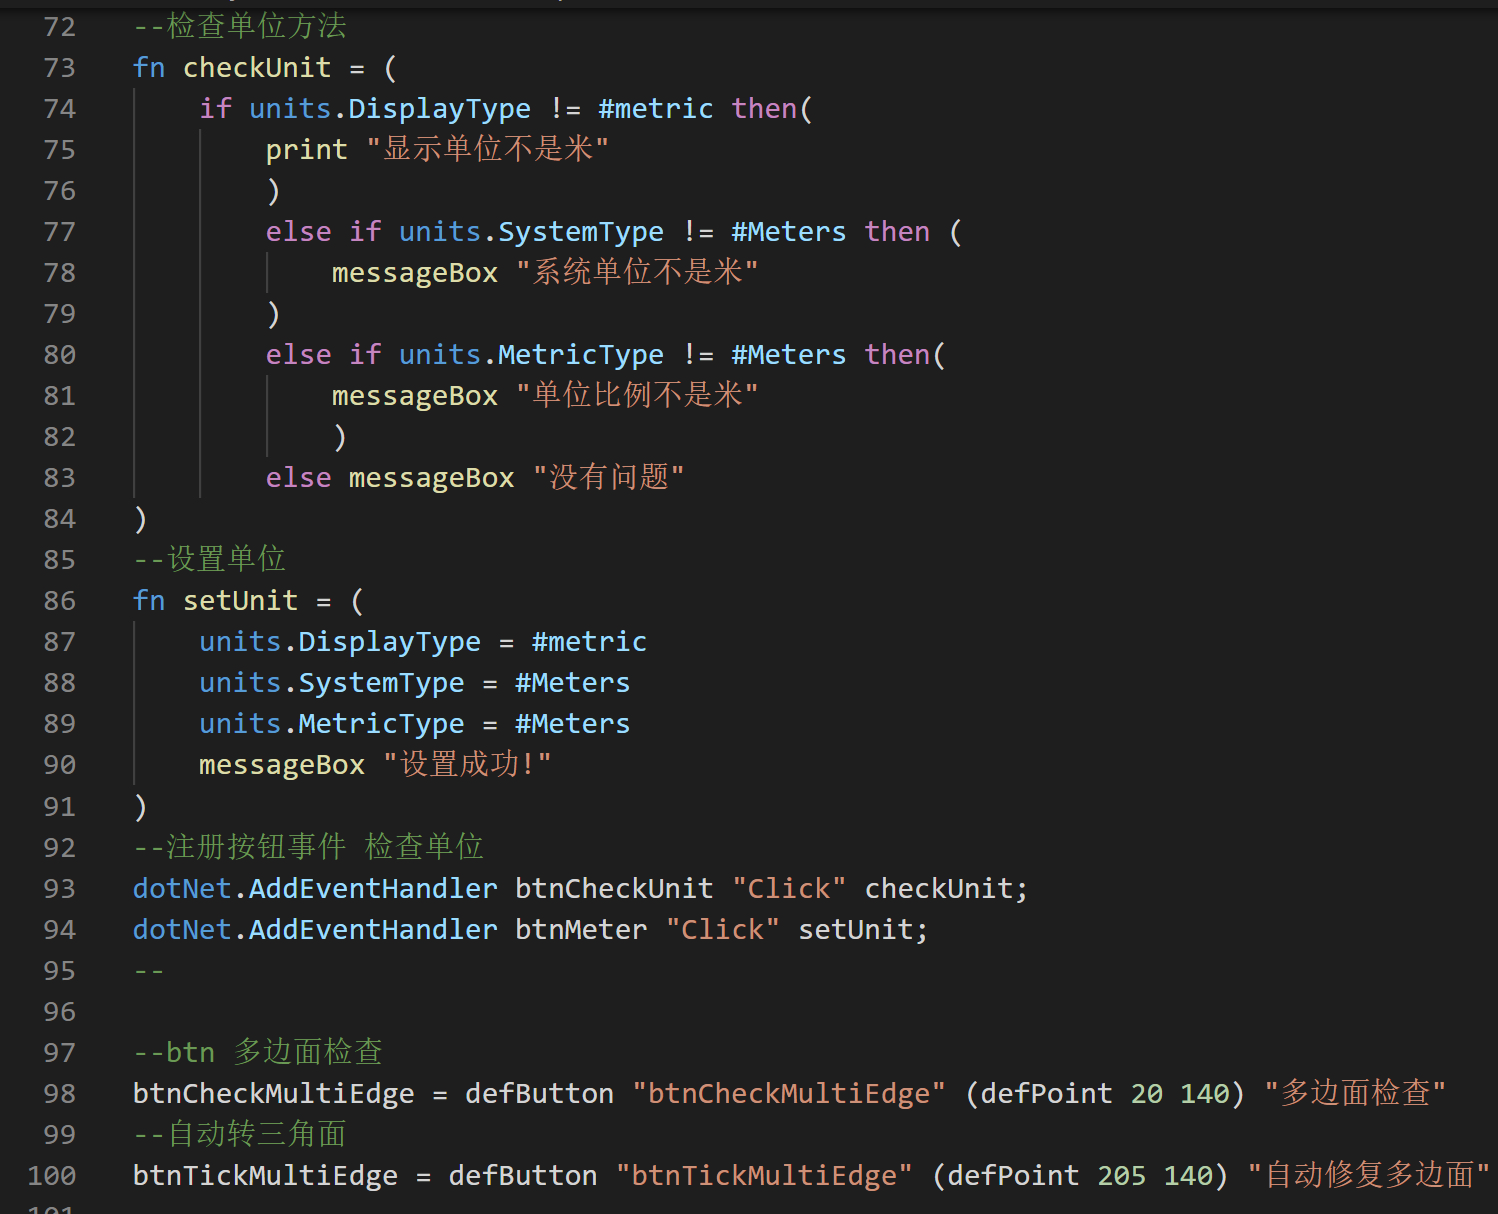 72 --检查单位方法
73 fn checkUnit = (
74 if units.DisplayType != #metric then(
75 print "显示单位不是米"
76 )
77 else if units.SystemType != #Meters then (
78 messageBox "系统单位不是米"
79 )
80 else if units.MetricType != #Meters then(
81 messageBox "单位比例不是米"
82 )
83 else messageBox "没有问题"
84 )
85 --设置单位
86 fn setUnit = (
87 units.DisplayType = #metric
88 units.SystemType = #Meters
89 units.MetricType = #Meters
90 messageBox "设置成功!"
91 )
92 --注册按钮事件 检查单位
93 dotNet.AddEventHandler btnCheckUnit "Click" checkUnit;
94 dotNet.AddEventHandler btnMeter "Click" setUnit;
95 --
96
97 --btn 多边面检查
98 btnCheckMultiEdge = defButton "btnCheckMultiEdge" (defPoint 20 140) "多边面检查"
99 --自动转三角面
100 btnTickMultiEdge = defButton "btnTickMultiEdge" (defPoint 205 140) "自动修复多边面"